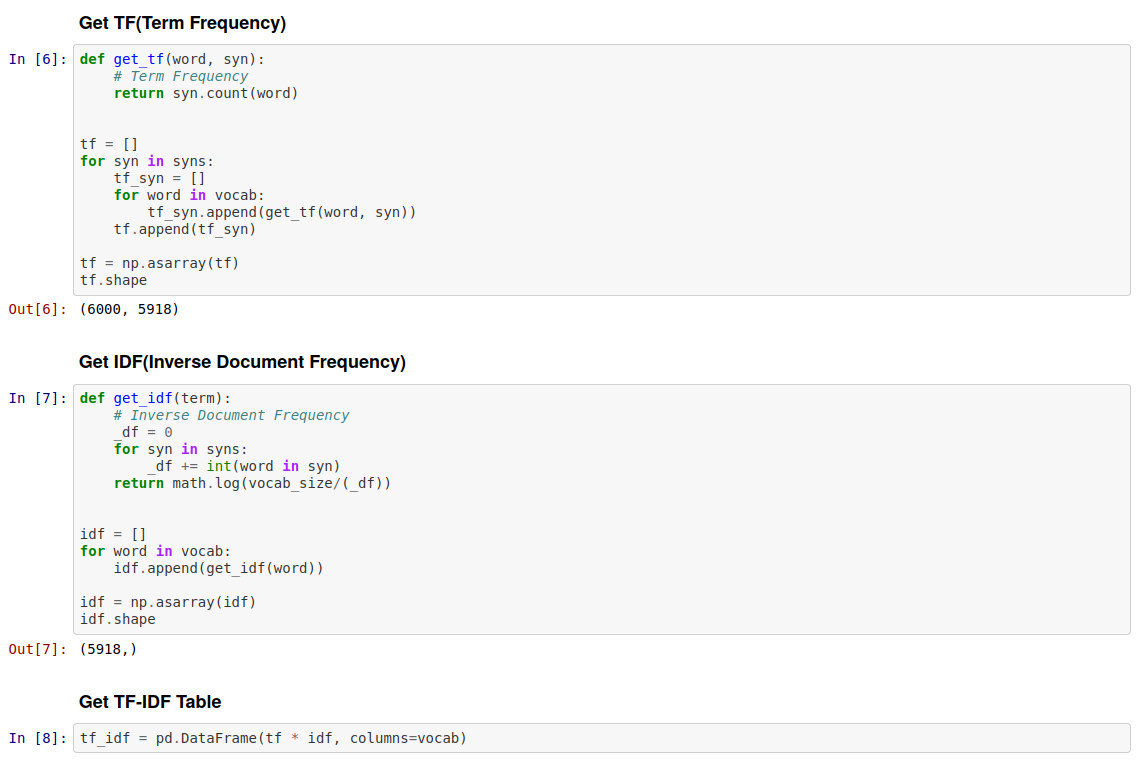 Get TF(Term Frequency)
In [6]: def get_tf(word, syn):
    # Term Frequency
    return syn.count(word)
tf = []
for syn in syns:
    tf_syn = []
    for word in vocab:
        tf_syn.append(get_tf(word, syn))
    tf.append(tf_syn)
tf = np.asarray(tf)
tf.shape
Out[6]: (6000, 5918)
Get IDF(Inverse Document Frequency)
In [7]: def get_idf(term):
    # Inverse Document Frequency
    _df = 0
    for syn in syns:
        _df += int(word in syn)
    return math.log(vocab_size/(_df))
idf = []
for word in vocab:
    idf.append(get_idf(word))
idf = np.asarray(idf)
idf.shape
Out[7]: (5918,)
Get TF-IDF Table
In [8]: tf_idf = pd.DataFrame(tf * idf, columns=vocab)